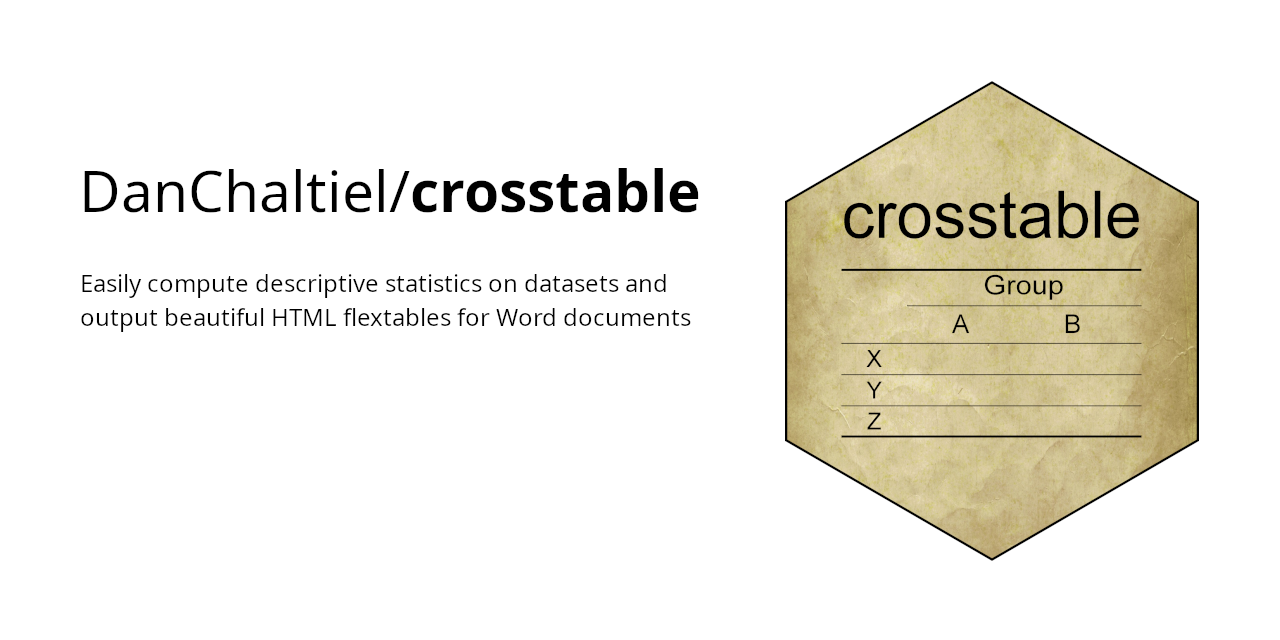 DanChaltiel/crosstable
Easily compute descriptive statistics on datasets and
output beautiful HTML flextables for Word documents
crosstable
Group
A B
X
Y
Z